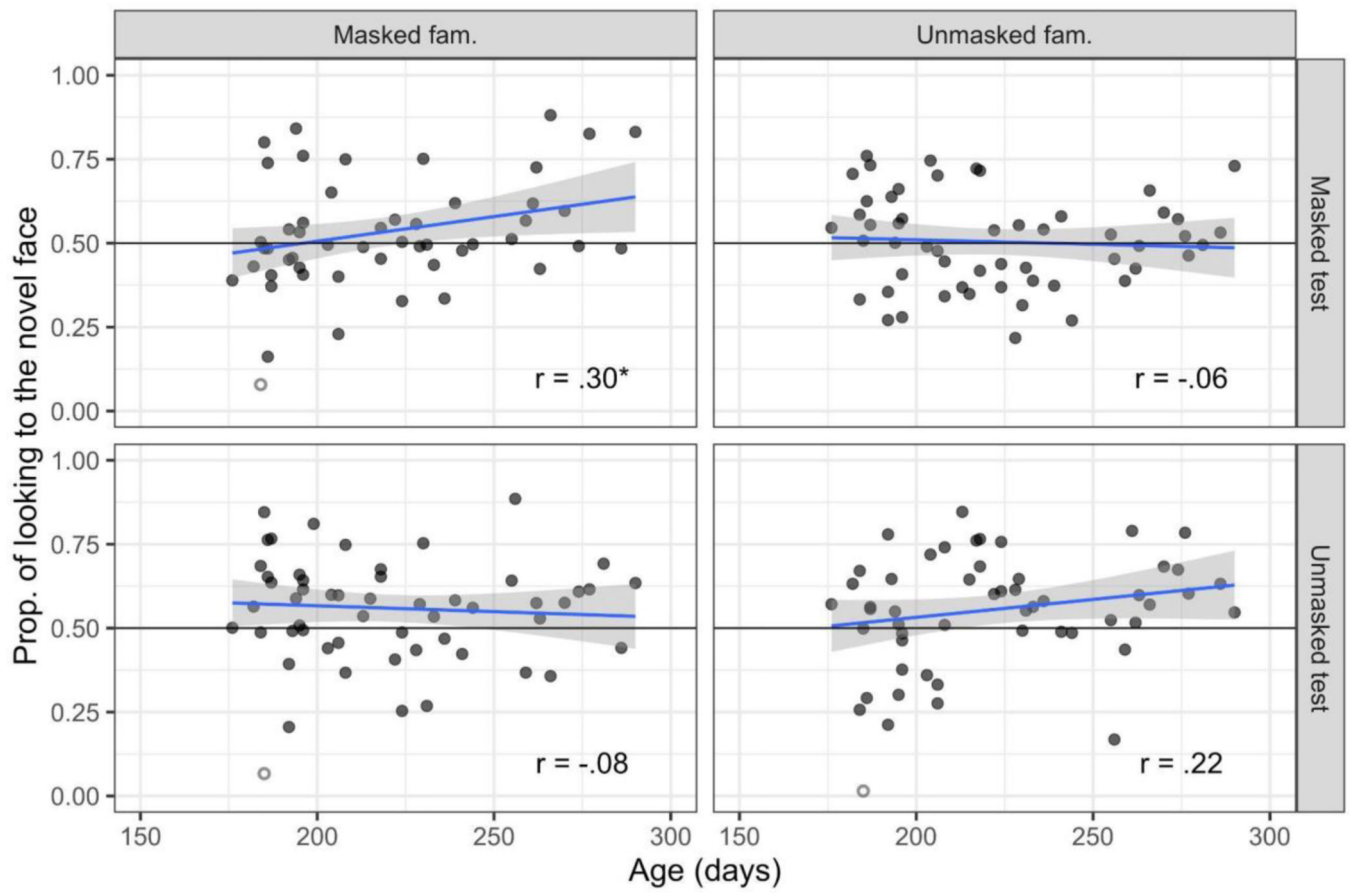 Masked fam.
Unmasked fam.
Prop. of looking to the novel face
1.00
0.75
0.50
0.25
0.00
r = .30*
r = -.06
Masked test
1.00
0.75
0.50
0.25
0.00
r = -.08
r = .22
Unmasked test
150
200
250
300
150
200
250
300
Age (days)